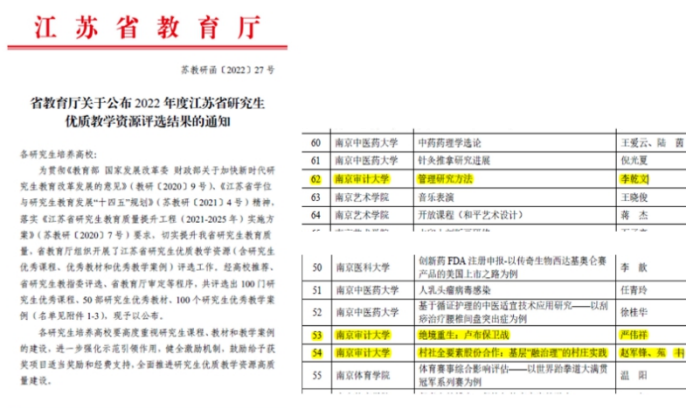 江苏省教育厅
苏教研函〔2022〕27 号
省教育厅关于公布 2022 年度江苏省研究生
优质教学资源评选结果的通知
各研究生培养高校:
为贯彻《教育部 国家发展改革委 财政部关于加快新时代研
究生教育改革发展的意见》(教研〔2020〕9 号)、《江苏省学位
与研究生教育发展“十四五”规划》(苏教研〔2021〕4 号)精神,
落实《江苏省研究生教育质量提升工程(2021-2025 年)实施方
案》(苏教研〔2020〕7 号)要求,切实提升我省研究生教育质
量,省教育厅组织开展了江苏省研究生优质教学资源(含研究生
优秀课程、优秀教材和优秀教学案例)评选工作。经高校推荐、
省研究生教指委评选、省教育厅审定等程序,共评选出 100 门研
究生优秀课程、50 部研究生优秀教材、100 个研究生优秀教学案
例(名单见附件 1-3),现予以公布。
各研究生培养高校要高度重视研究生课程、教材和教学案例
的建设,进一步强化示范引领作用,健全激励机制,鼓励给予获
奖项目适当奖励和经费支持,全面推进研究生优质教学资源高质
量建设。
60 南京中医药大学 中药药理学选论 王爱云、陆 茵
61 南京中医药大学 针灸推拿研究进展 倪光夏
62 南京审计大学 管理研究方法 李乾文
63 南京艺术学院 音乐表演 王晓俊
64 南京艺术学院 开放课程(和平艺术设计) 蒋 杰
50 南京医科大学 创新药 FDA 注册申报-以传奇生物西达基奥仑赛
产品的美国上市之路为例 李 歆
51 南京中医药大学 人乳头瘤病毒感染 任青玲
52 南京中医药大学 基于循证护理的中医适宜技术应用研究——以刮
痧治疗腰椎间盘突出症为例 徐桂华
53 南京审计大学 绝境重生:卢布保卫战 严伟祥
54 南京审计大学 村社全要素股份合作:基层“融治理”的村庄实践 赵军锋、
55 南京体育学院 体育赛事综合影响评估——以世界跆拳道大满贯
冠军系列赛为例 温 阳